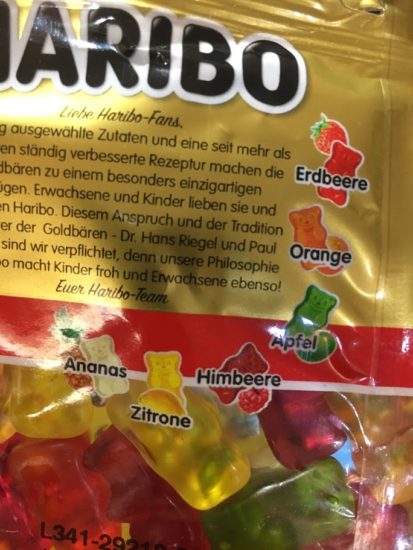 HARIBO
Liebe Haribo-Fans,
ausgewählte Zutaten und eine seit mehr als
ständig verbesserte Rezeptur machen die
zu einem besonders einzigartigen
Erwachsene und Kinder lieben sie und
Haribo. Diesem Anspruch und der Tradition
der Goldbären - Dr. Hans Riegel und Paul
sind wir verpflichtet, denn unsere Philosophie
macht Kinder froh und Erwachsene ebenso!
Euer Haribo-Team
Erdbeere
Orange
Apfel
Ananas
Zitrone
Himbeere